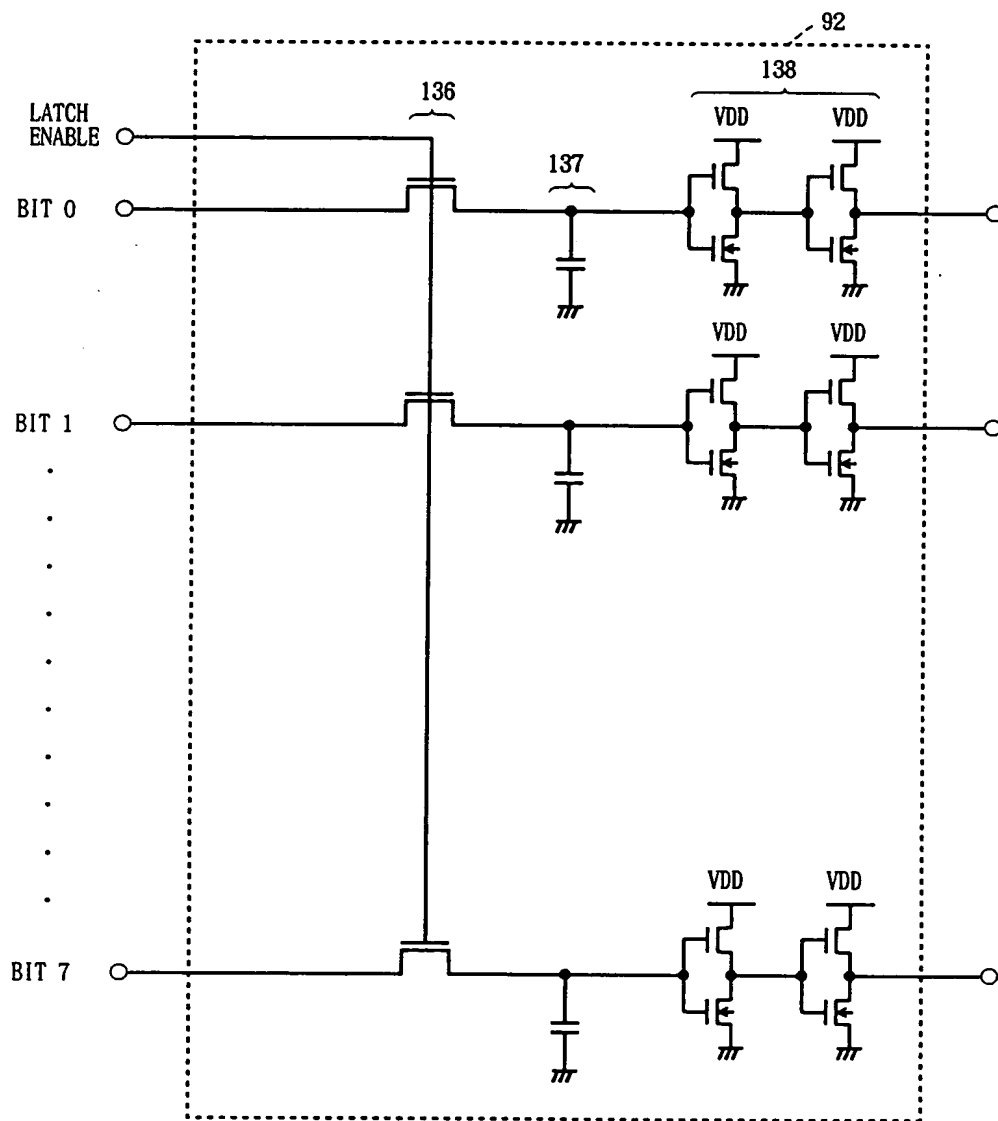 92
136
138
LATCH
ENABLE
VDD VDD
137
BIT 0
VDD VDD
BIT 1
VDD VDD
BIT 7